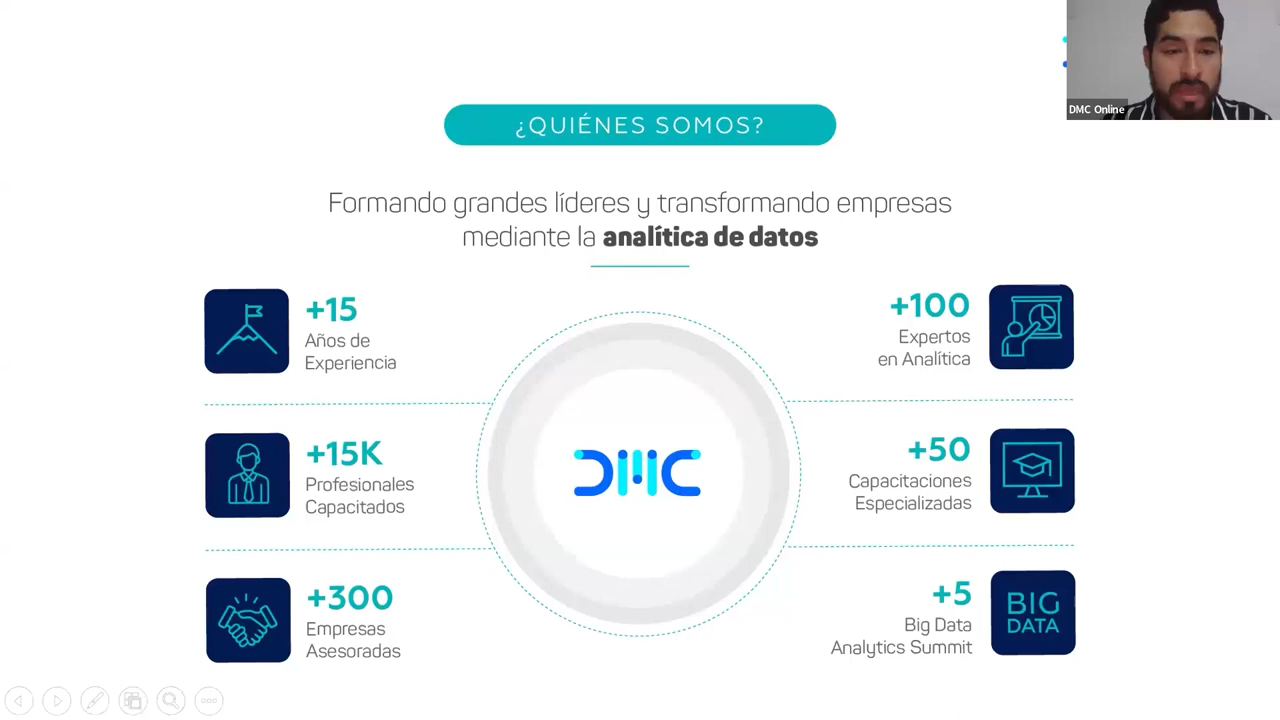 DMC Online
¿QUIÉNES SOMOS?
Formando grandes líderes y transformando empresas
mediante la analítica de datos
+15
Años de
Experiencia
+15K
Profesionales
Capacitados
+300
Empresas
Asesoradas
DMC
+100
Expertos
en Analítica
+50
Capacitaciones
Especializadas
+5
Big Data
Analytics Summit
BIG
DATA